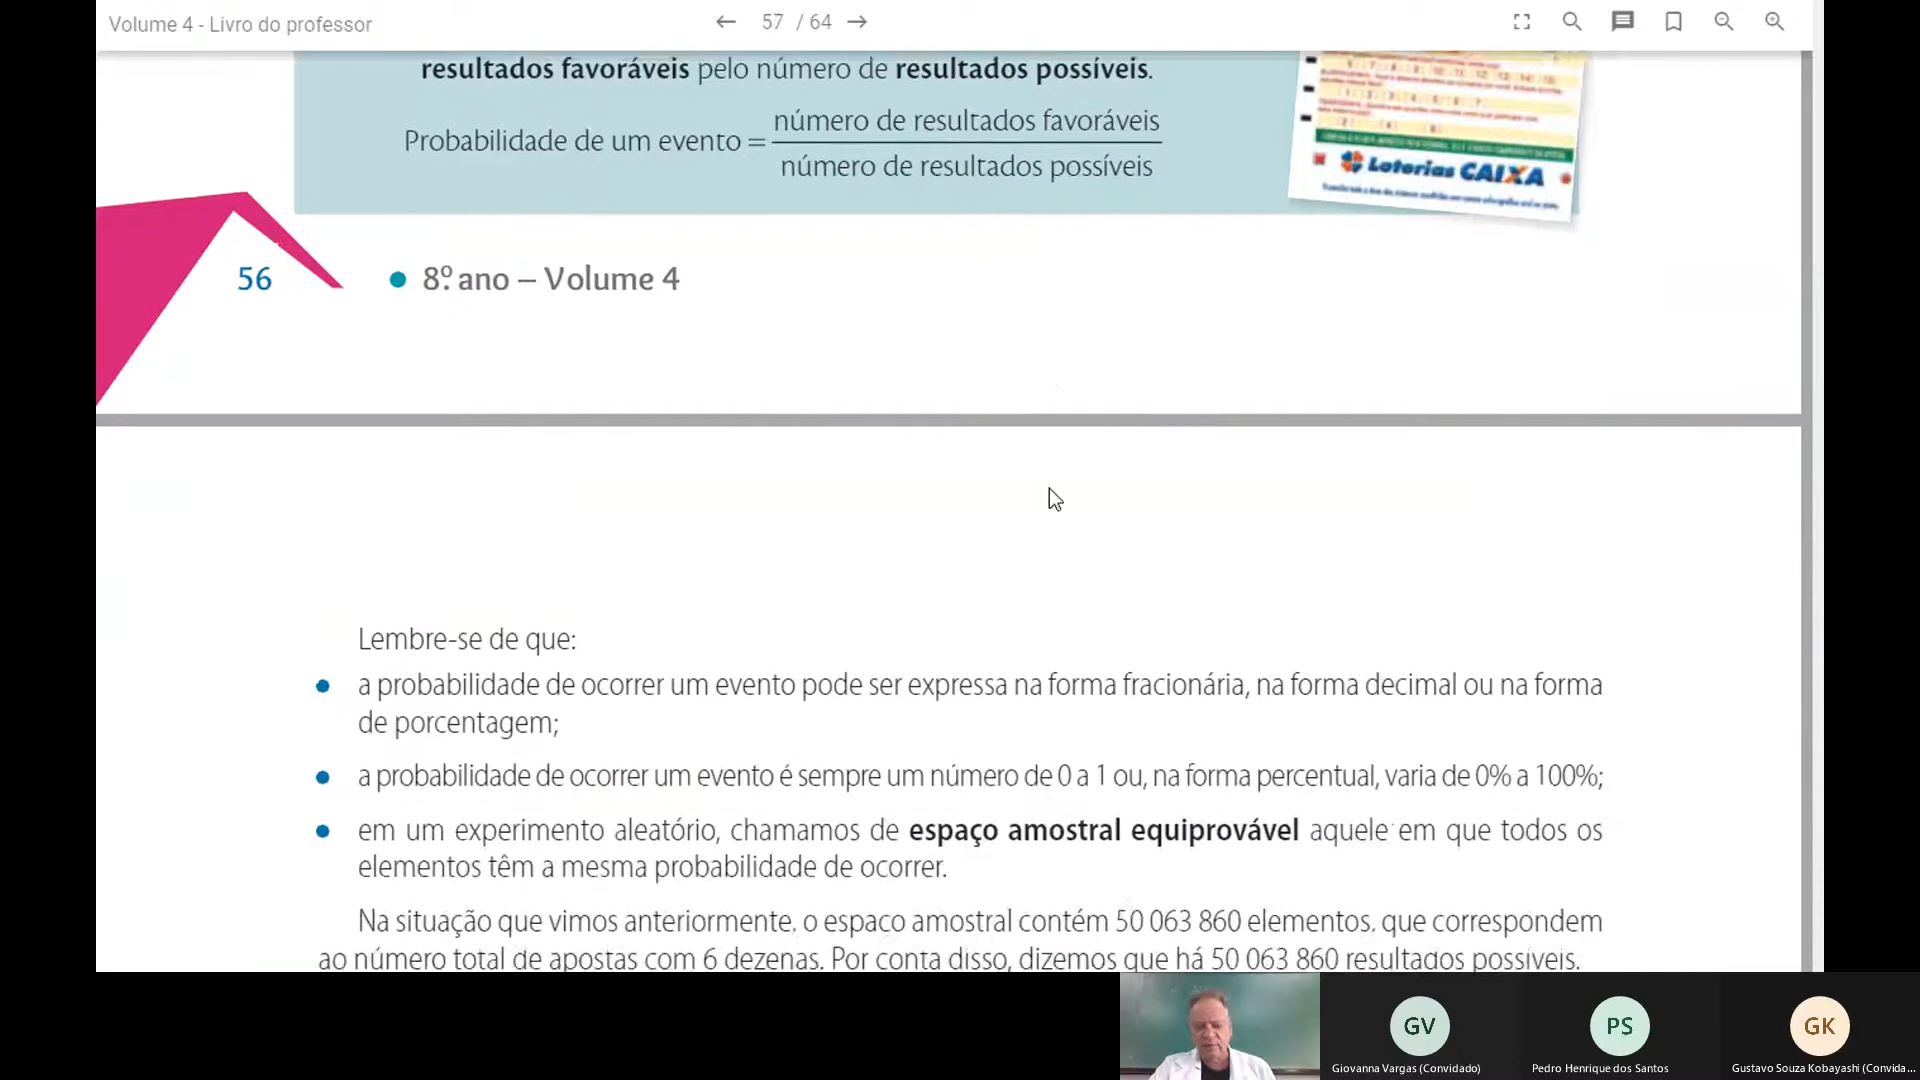 Volume 4 - Livro do professor
57 / 64
resultados favoráveis pelo número de resultados possíveis.
Probabilidade de um evento = número de resultados favoráveis
número de resultados possíveis
Loterias CAIXA
56
8º. ano – Volume 4
Lembre-se de que:
a probabilidade de ocorrer um evento pode ser expressa na forma fracionária, na forma decimal ou na forma
de porcentagem;
a probabilidade de ocorrer um evento é sempre um número de 0 a 1 ou, na forma percentual, varia de 0% a 100%;
em um experimento aleatório, chamamos de espaço amostral equiprovável aquele em que todos os
elementos têm a mesma probabilidade de ocorrer.
Na situação que vimos anteriormente, o espaço amostral contém 50 063 860 elementos, que correspondem
ao número total de apostas com 6 dezenas. Por conta disso, dizemos que há 50 063 860 resultados possíveis.
GV
PS
GK
Giovanna Vargas (Convidado)
Pedro Henrique dos Santos
Gustavo Souza Kobayashi (Convida...